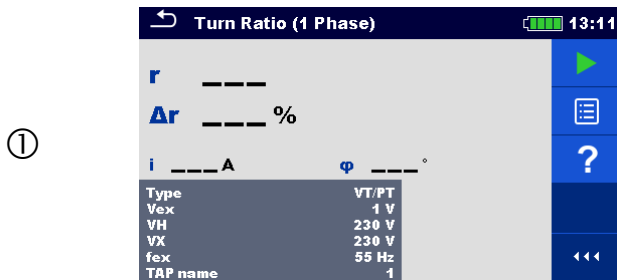 Turn Ratio (1 Phase) 13:11
r ___
Δr ___ %
①
i ___ A φ ___ °
?
Type VT/PT
Vex 1 V
VH 230 V
VX 230 V
fex 55 Hz
TAP name 1